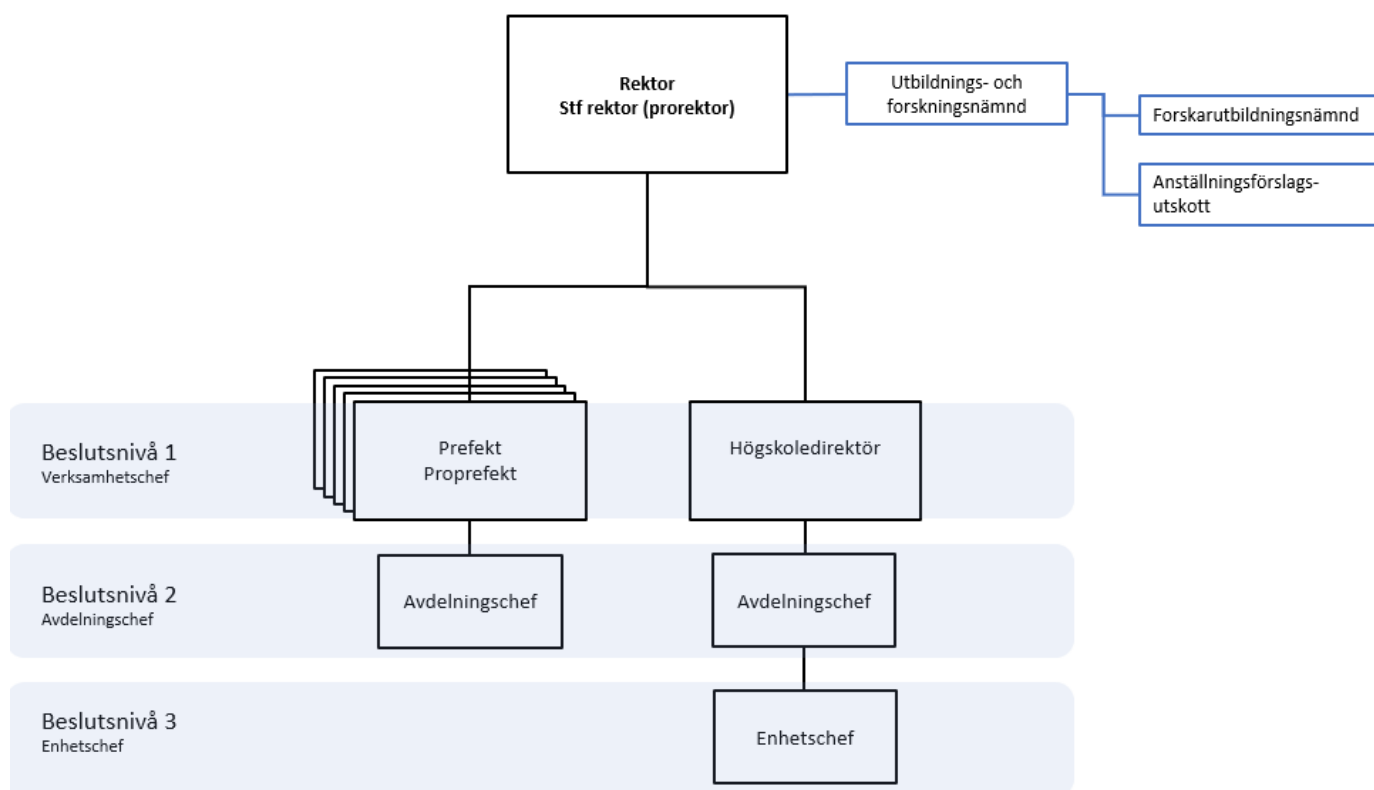 Rektor
Stf rektor (prorektor)
Utbildnings- och
forskningsnämnd
Forskarutbildningsnämnd
Anställningsförslags-
utskott
Beslutsnivå 1
Verksamhetschef
Prefekt
Proprefekt
Högskoledirektör
Beslutsnivå 2
Avdelningschef
Avdelningschef
Avdelningschef
Beslutsnivå 3
Enhetschef
Enhetschef